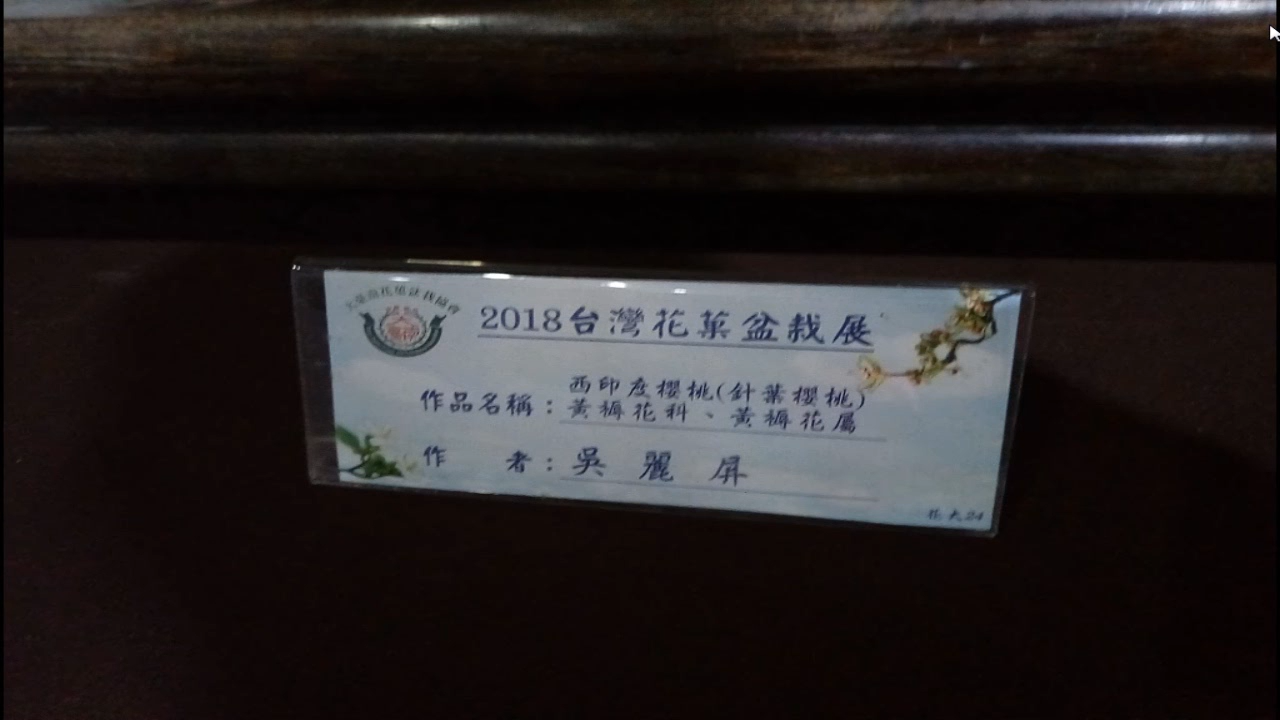 2018台灣花菓盆栽展
作品名稱：西印度櫻桃(針葉櫻桃)
黃褥花科、黃褥花屬
作 者：吳麗屏